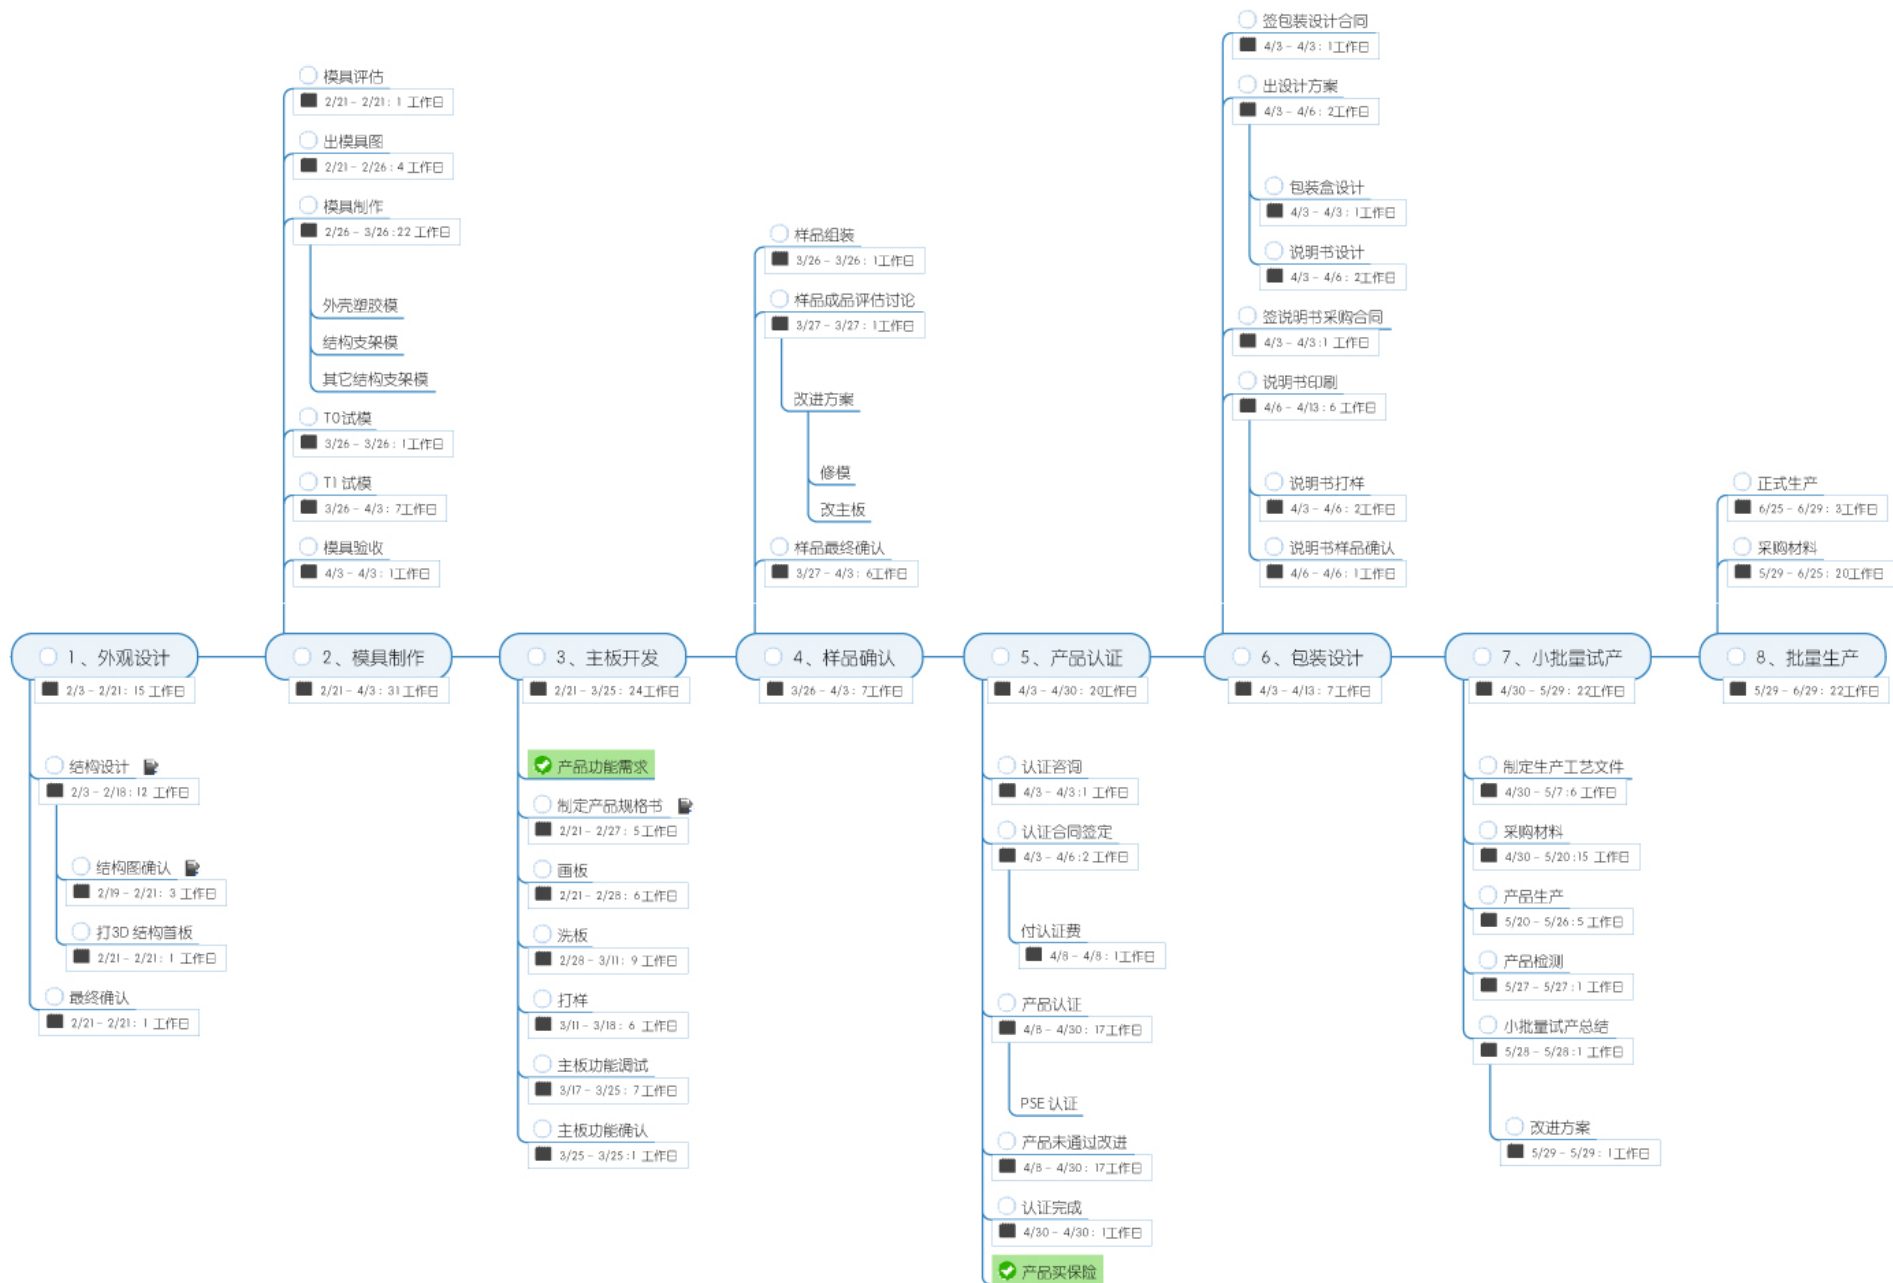 1、外观设计
2/3 - 2/21: 15 工作日
结构设计
2/3 - 2/18: 12 工作日
结构图确认
2/19 - 2/21: 3 工作日
打3D 结构首板
2/21 - 2/21: 1 工作日
最终确认
2/21 - 2/21: 1 工作日
模具评估
2/21 - 2/21: 1 工作日
出模具图
2/21 - 2/26: 4 工作日
模具制作
2/26 - 3/26: 22 工作日
外壳塑胶模
结构支架模
其它结构支架模
T0试模
3/26 - 3/26: 1工作日
T1 试模
3/26 - 4/3: 7工作日
模具验收
4/3 - 4/3: 1工作日
2、模具制作
2/21 - 4/3: 31工作日
3、主板开发
2/21 - 3/25: 24工作日
产品功能需求
制定产品规格书
2/21 - 2/27: 5工作日
画板
2/21 - 2/28: 6工作日
洗板
2/28 - 3/11: 9 工作日
打样
3/11 - 3/18: 6 工作日
主板功能调试
3/17 - 3/25: 7工作日
主板功能确认
3/25 - 3/25:1 工作日
样品组装
3/26 - 3/26: 1工作日
样品成品评估讨论
3/27 - 3/27: 1工作日
改进方案
修模
改主板
样品最终确认
3/27 - 4/3: 6工作日
4、样品确认
3/26 - 4/3: 7工作日
5、产品认证
4/3 - 4/30: 20工作日
认证咨询
4/3 - 4/3:1 工作日
认证合同签定
4/3 - 4/6:2 工作日
付认证费
4/8 - 4/8: 1工作日
产品认证
4/8 - 4/30: 17工作日
PSE 认证
产品未通过改进
4/8 - 4/30: 17工作日
认证完成
4/30 - 4/30: 1工作日
产品买保险
签包装设计合同
4/3 - 4/3: 1工作日
出设计方案
4/3 - 4/6: 2工作日
包装盒设计
4/3 - 4/3: 1工作日
说明书设计
4/3 - 4/6: 2工作日
签说明书采购合同
4/3 - 4/3:1 工作日
说明书印刷
4/6 - 4/13: 6 工作日
说明书打样
4/3 - 4/6: 2工作日
说明书样品确认
4/6 - 4/6: 1工作日
6、包装设计
4/3 - 4/13: 7工作日
7、小批量试产
4/30 - 5/29: 22工作日
制定生产工艺文件
4/30 - 5/7:6 工作日
采购材料
4/30 - 5/20:15 工作日
产品生产
5/20 - 5/26:5 工作日
产品检测
5/27 - 5/27:1 工作日
小批量试产总结
5/28 - 5/28:1 工作日
改进方案
5/29 - 5/29: 1工作日
正式生产
6/25 - 6/29: 3工作日
采购材料
5/29 - 6/25: 20工作日
8、批量生产
5/29 - 6/29: 22工作日